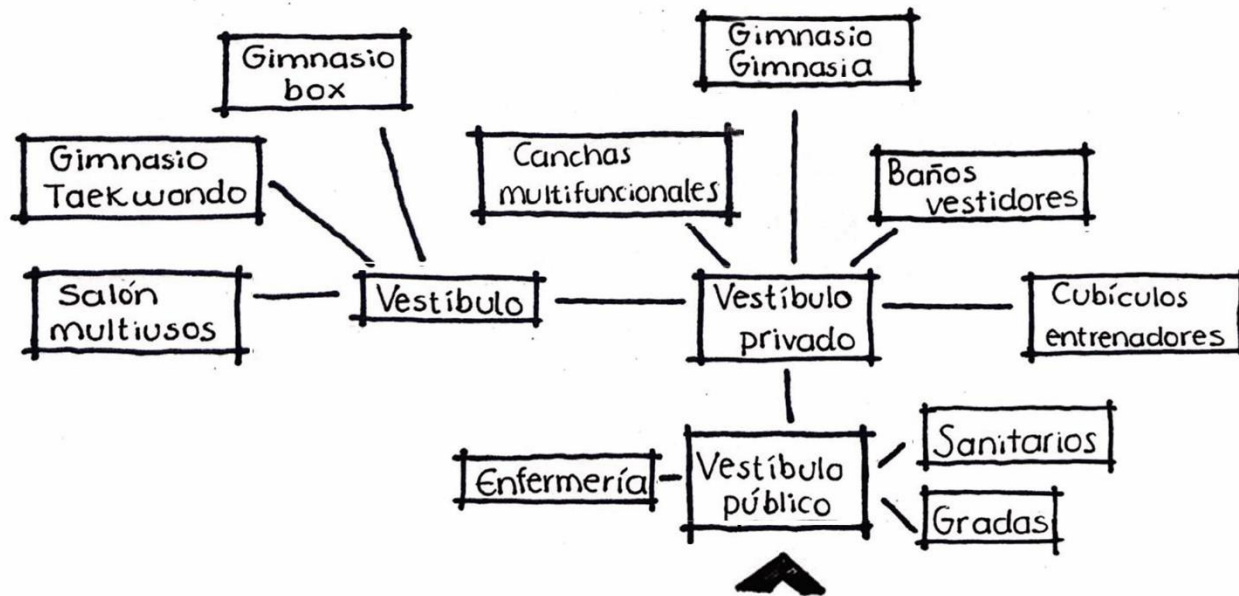 Gimnasio
box
Gimnasio
Gimnasia
Gimnasio
Taekwondo
Canchas
multifuncionales
Baños
vestidores
Salón
multiusos
Vestíbulo
Vestíbulo
privado
Cubículos
entrenadores
Enfermería
Vestíbulo
público
Sanitarios
Gradas